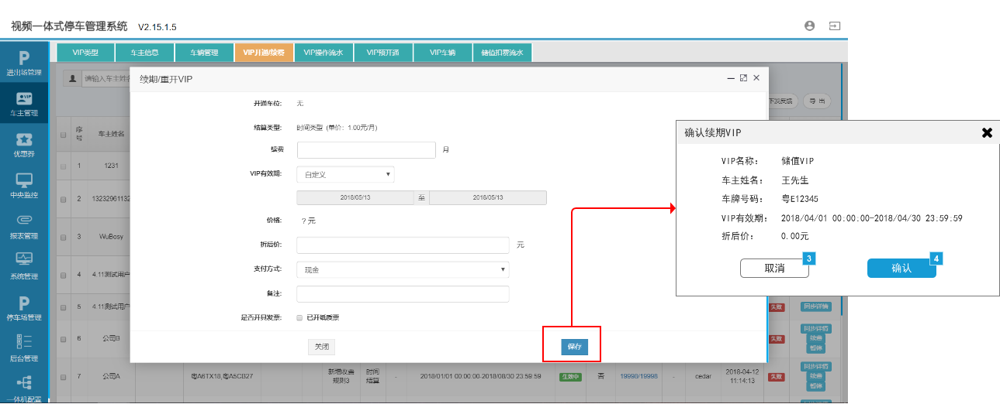 视频一体式停车管理系统 V2.15.1.5
VIP类型 车主信息 车辆管理 VIP开通/续费 VIP操作流水 VIP预开通 VIP车辆 储值扣费流水
进出场管理
车主管理
优惠券
中央监控
报表管理
系统管理
停车场管理
后台管理
一体机配置
请输入车主姓名
下发反馈 导 出
序号 车主姓名
1 1231
2 13232961132
3 WuBosy
4 4.11测试用户
5 4.11测试用户
6 公司B
7 公司A 粤A6TX18,粤A5CB27 新增收费规则3 时间结算 - 2018/01/01 00:00:00-2018/08/30 23:59:59 生效中 否 19990/19998 - cedar 2018-04-12 11:14:13 失败 同步详情 续费 暂停
失败 同步详情
失败 同步详情 续费 暂停
续期/重开VIP
开通车位: 无
结算类型: 时间类型 (单价: 1.00元/月)
续费 月
VIP有效期: 自定义
2018/05/13 至 2018/05/13
价格: ? 元
折后价: 元
支付方式: 现金
备注:
是否开具发票: 已开纸质票
关闭 保存
确认续期VIP
VIP名称: 储值VIP
车主姓名: 王先生
车牌号码: 粤E12345
VIP有效期: 2018/04/01 00:00:00-2018/04/30 23:59:59
折后价: 0.00元
取消 3 确认 4